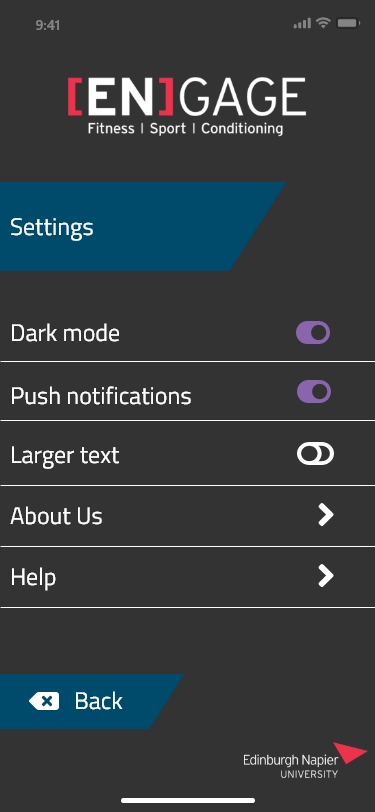 9:41
[EN]GAGE
Fitness | Sport | Conditioning
Settings
Dark mode
Push notifications
Larger text
About Us
Help
Back
Edinburgh Napier
UNIVERSITY